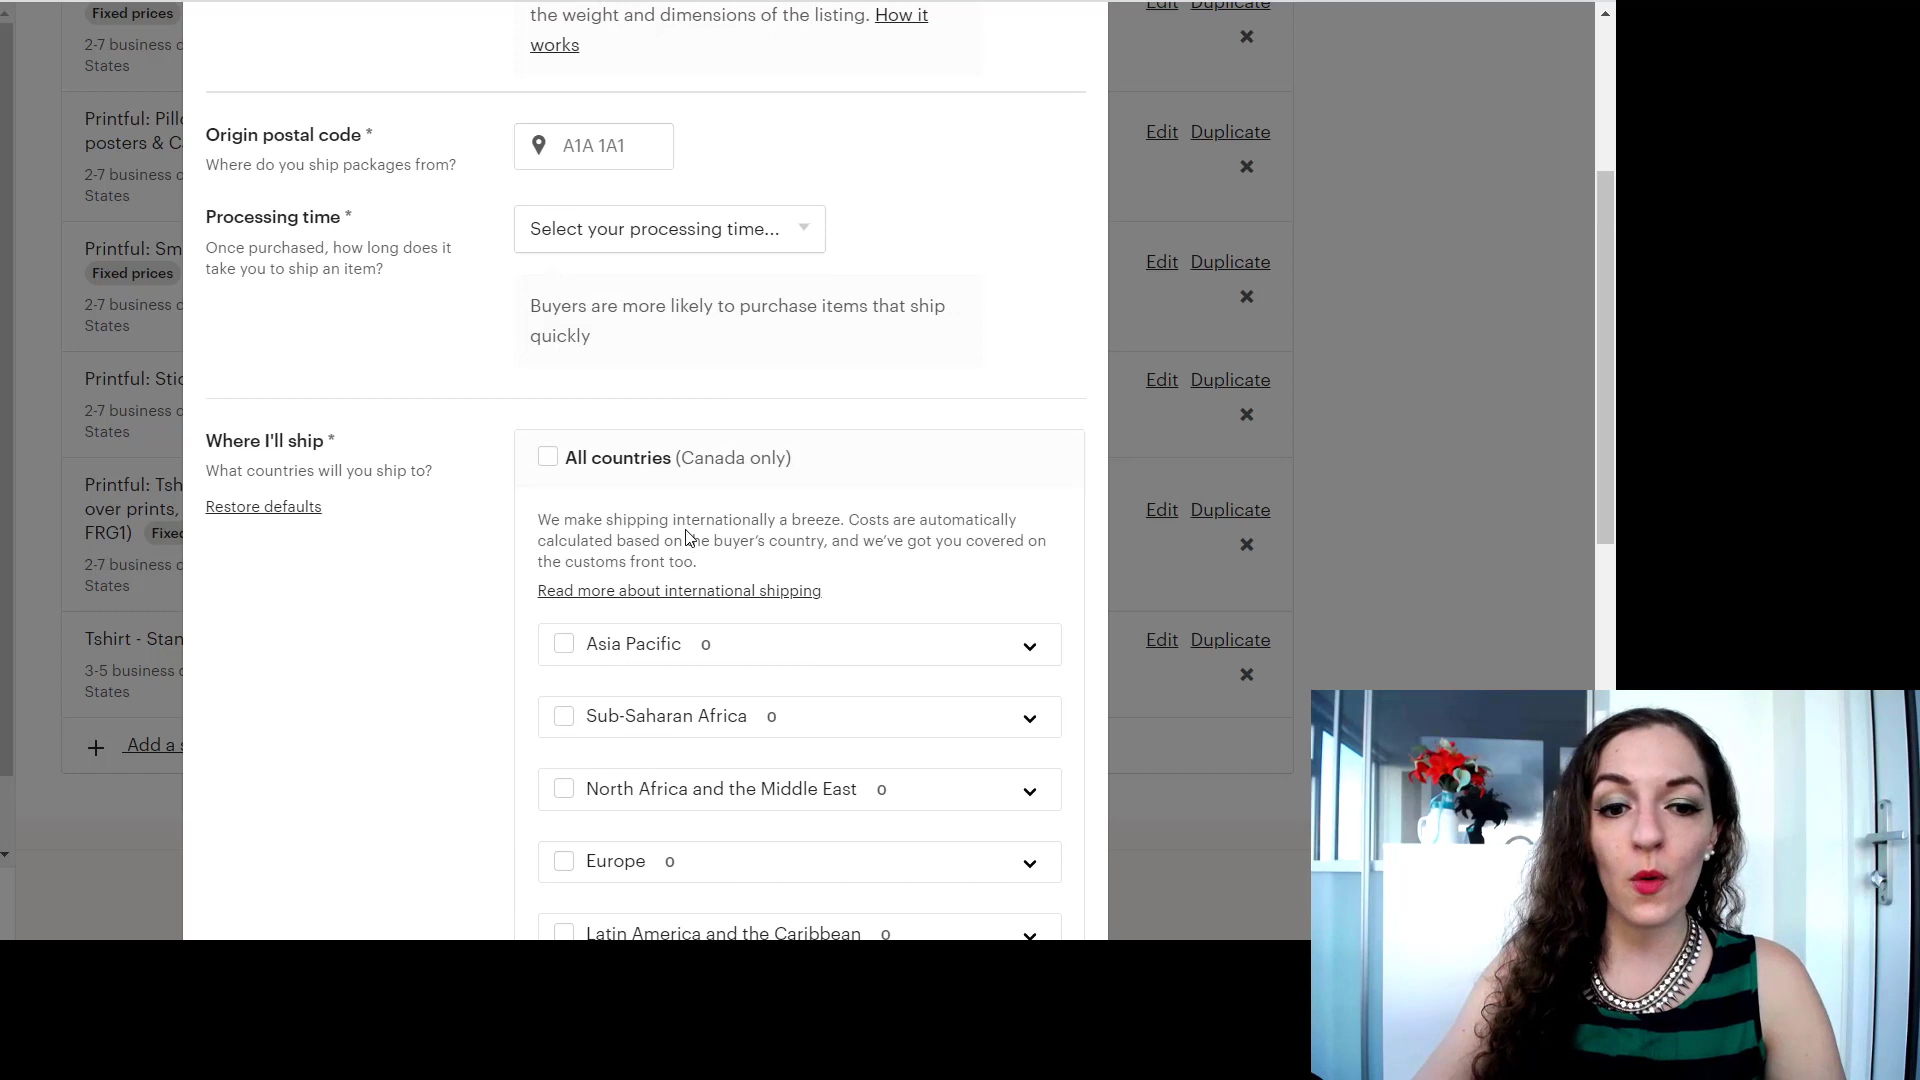 Fixed prices
2-7 business
States
Printful: Pill
posters & C
2-7 business
States
Printful: Sm
Fixed prices
2-7 business
States
Printful: Stic
2-7 business
States
Printful: Tsh
over prints,
FRG1) Fixe
2-7 business
States
Tshirt - Stan
3-5 business
States
+ Add a s
the weight and dimensions of the listing. How it
works
Origin postal code *
Where do you ship packages from?
A1A 1A1
Processing time *
Once purchased, how long does it
take you to ship an item?
Select your processing time...
Buyers are more likely to purchase items that ship
quickly
Where I'll ship *
What countries will you ship to?
Restore defaults
All countries (Canada only)
We make shipping internationally a breeze. Costs are automatically
calculated based on the buyer's country, and we've got you covered on
the customs front too.
Read more about international shipping
Asia Pacific 0
Sub-Saharan Africa 0
North Africa and the Middle East 0
Europe 0
Latin America and the Caribbean 0
Edit Duplicate
Edit Duplicate
Edit Duplicate
Edit Duplicate
Edit Duplicate
Edit Duplicate